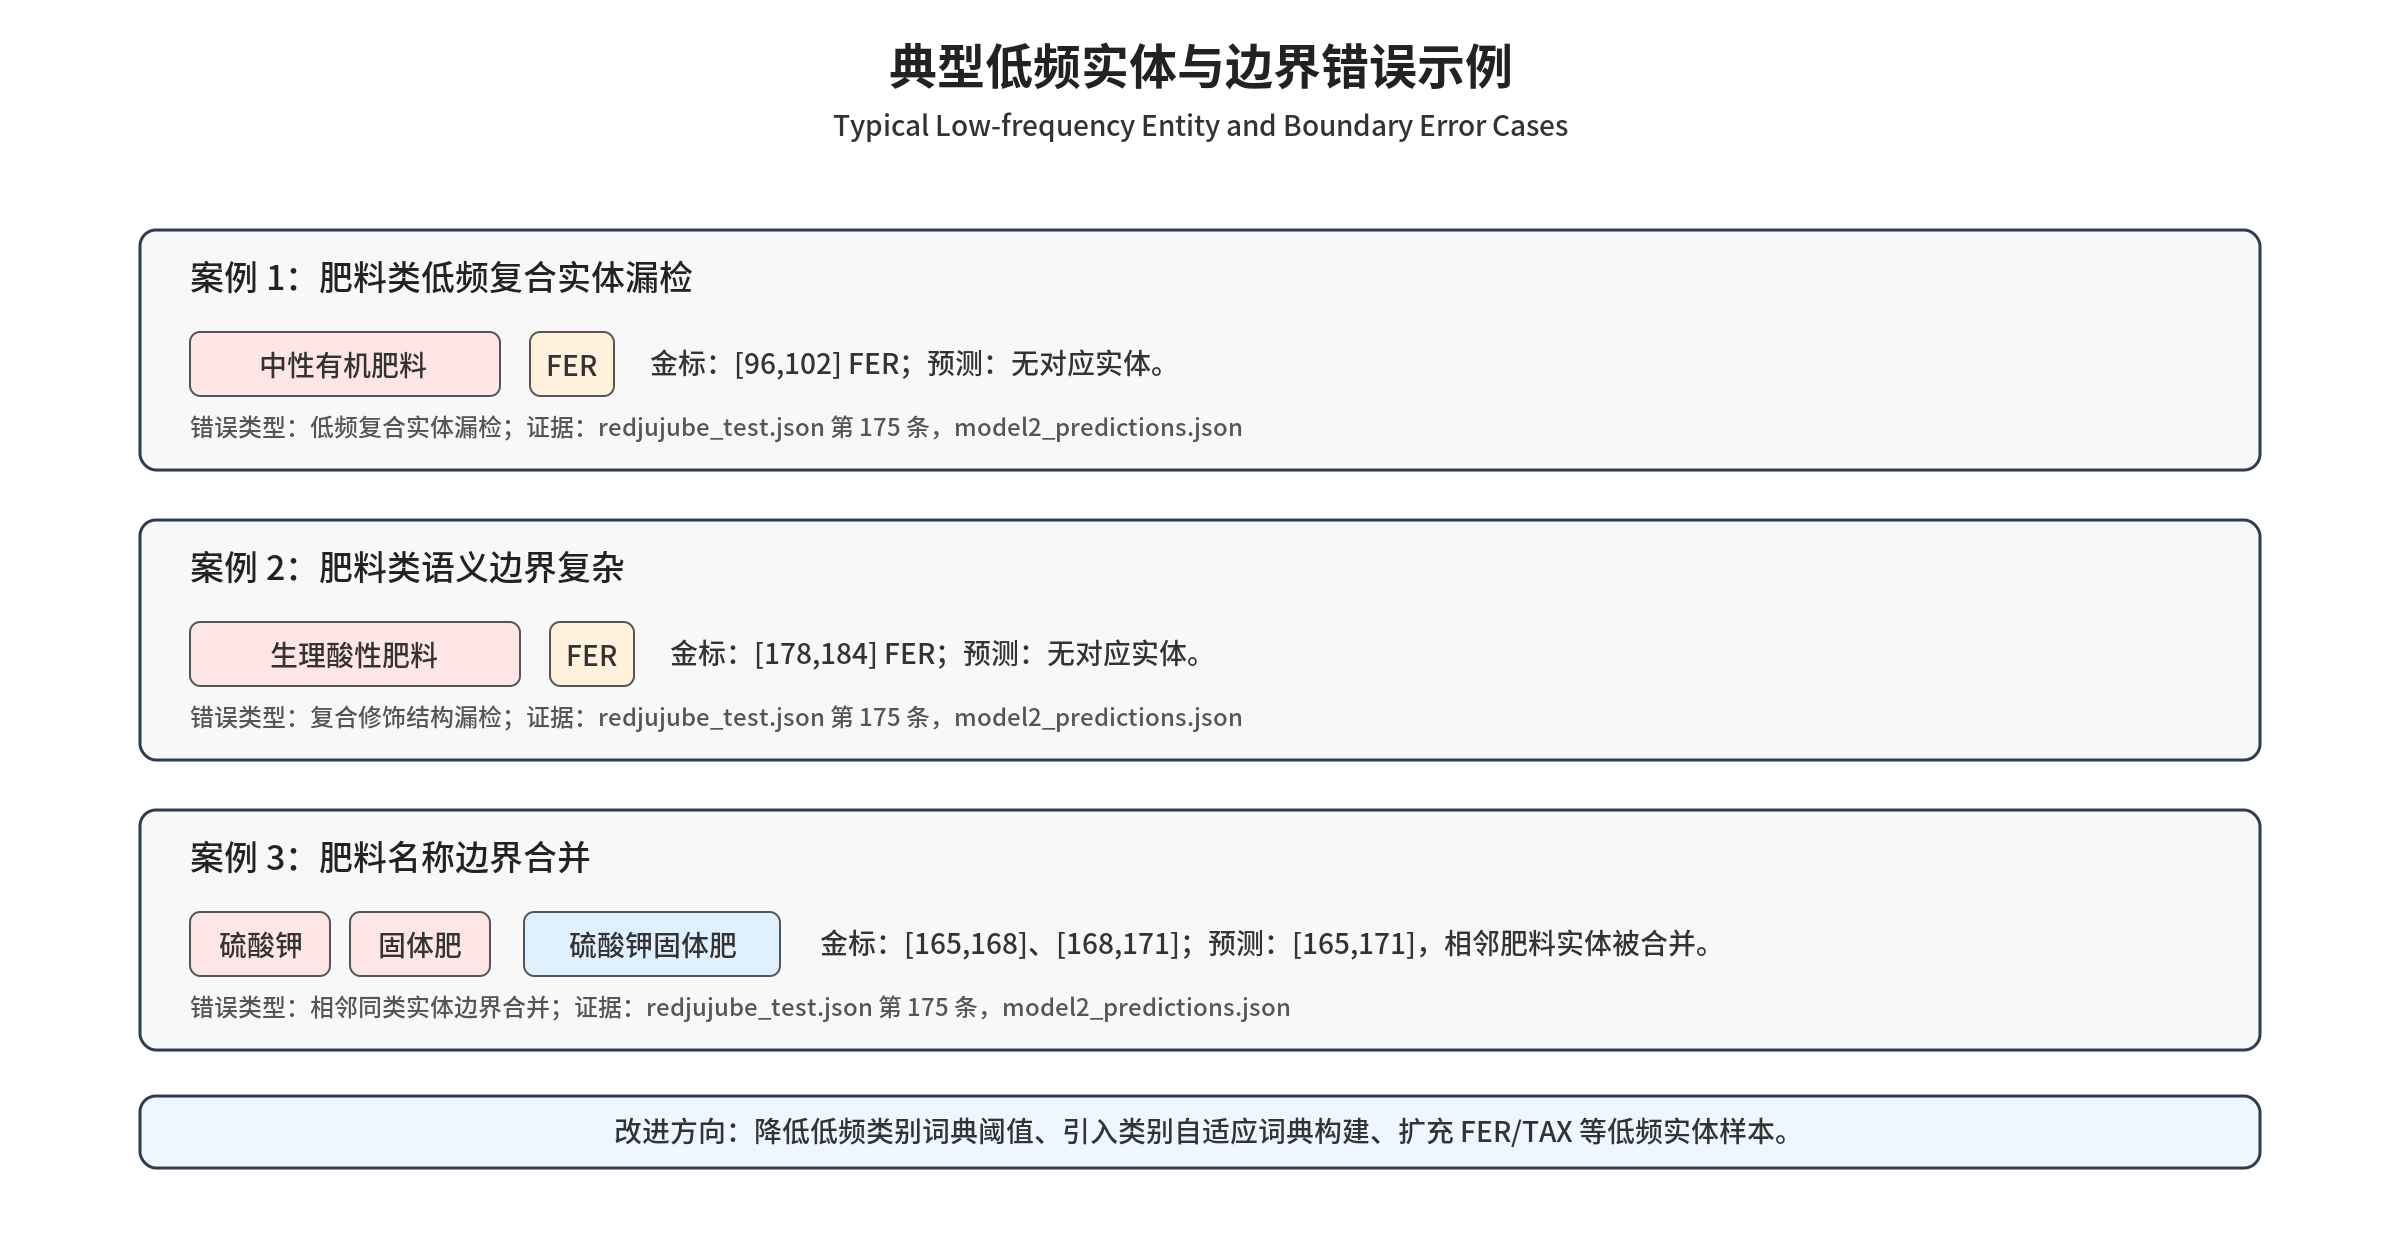 典型低频实体与边界错误示例
Typical Low-frequency Entity and Boundary Error Cases
案例 1：肥料类低频复合实体漏检
中性有机肥料 FER 金标：[96,102] FER；预测：无对应实体。
错误类型：低频复合实体漏检；证据：redjujube_test.json 第 175 条，model2_predictions.json
案例 2：肥料类语义边界复杂
生理酸性肥料 FER 金标：[178,184] FER；预测：无对应实体。
错误类型：复合修饰结构漏检；证据：redjujube_test.json 第 175 条，model2_predictions.json
案例 3：肥料名称边界合并
硫酸钾 固体肥 硫酸钾固体肥 金标：[165,168]、[168,171]；预测：[165,171]，相邻肥料实体被合并。
错误类型：相邻同类实体边界合并；证据：redjujube_test.json 第 175 条，model2_predictions.json
改进方向：降低低频类别词典阈值、引入类别自适应词典构建、扩充 FER/TAX 等低频实体样本。